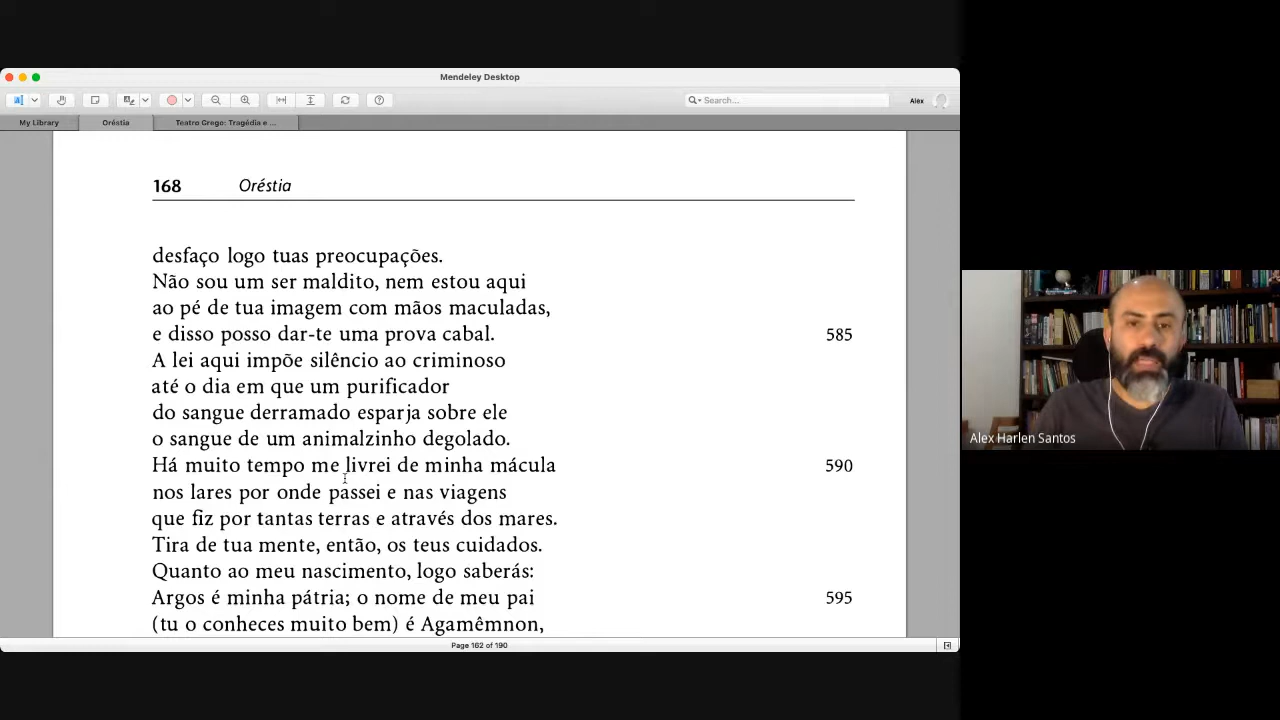 Mendeley Desktop
Search...
Alex
My Library
Oréstia
Teatro Grego: Tragédia e ...
168 Oréstia
desfaço logo tuas preocupações.
Não sou um ser maldito, nem estou aqui
ao pé de tua imagem com mãos maculadas,
e disso posso dar-te uma prova cabal. 585
A lei aqui impõe silêncio ao criminoso
até o dia em que um purificador
do sangue derramado esparja sobre ele
o sangue de um animalzinho degolado.
Há muito tempo me livrei de minha mácula 590
nos lares por onde passei e nas viagens
que fiz por tantas terras e através dos mares.
Tira de tua mente, então, os teus cuidados.
Quanto ao meu nascimento, logo saberás:
Argos é minha pátria; o nome de meu pai 595
(tu o conheces muito bem) é Agamêmnon,
Page 162 of 190
Alex Harlen Santos